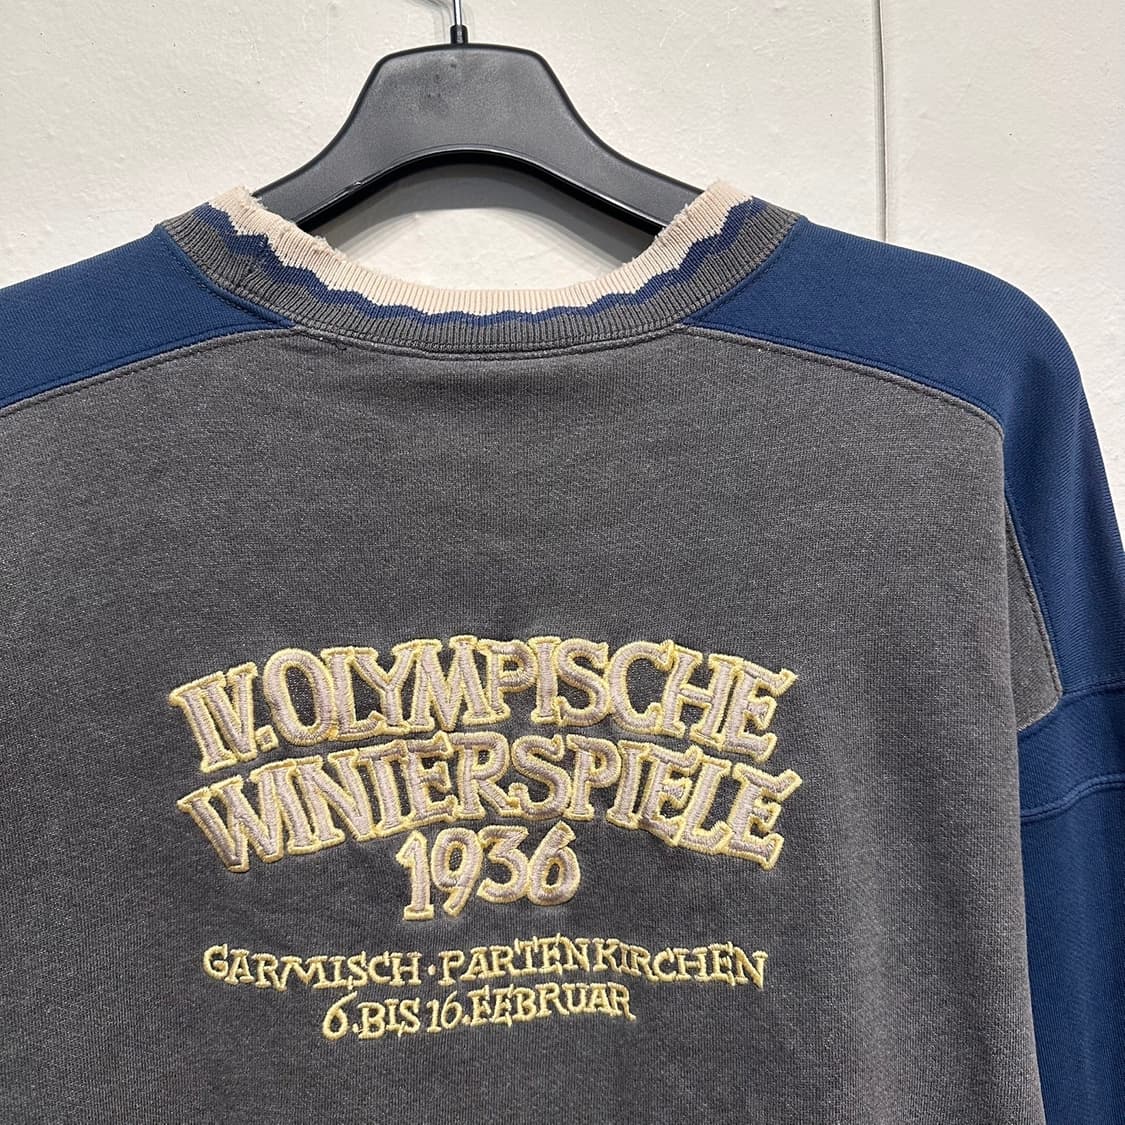 IV. OLYMPISCHE
WINTERSPIELE
1936
GARMISCH · PARTENKIRCHEN
6. BIS 16. FEBRUAR